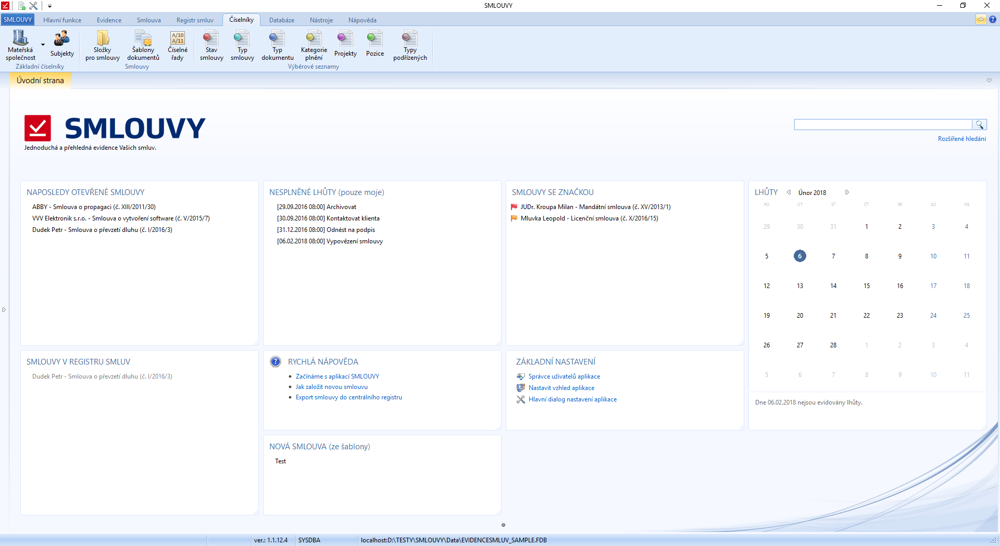 SMLOUVY
SMLOUVY Hlavní funkce Evidence Smlouva Registr smluv Číselníky Databáze Nástroje Nápověda
Mateřská společnost
Subjekty
Základní číselníky
Složky pro smlouvy
Šablony dokumentů
A/10
A/11
Číselné řady
Smlouvy
Stav smlouvy
Typ smlouvy
Typ dokumentu
Kategorie plnění
Projekty
Pozice
Typy podřízených
Výběrové seznamy
Úvodní strana
SMLOUVY
Jednoduchá a přehledná evidence Vašich smluv.
Rozšířené hledání
NAPOSLEDY OTEVŘENÉ SMLOUVY
ABBY - Smlouva o propagaci (č. XIII/2011/30)
VVV Elektronik s.r.o. - Smlouva o vytvoření software (č. V/2015/7)
Dudek Petr - Smlouva o převzetí dluhu (č. I/2016/3)
NESPLNĚNÉ LHŮTY (pouze moje)
[29.09.2016 08:00] Archivovat
[30.09.2016 08:00] Kontaktovat klienta
[31.12.2016 08:00] Odnést na podpis
[06.02.2018 08:00] Vypovězení smlouvy
SMLOUVY SE ZNAČKOU
JUDr. Kroupa Milan - Mandátní smlouva (č. XV/2013/1)
Mluvka Leopold - Licenční smlouva (č. X/2016/15)
LHŮTY Únor 2018
PO ÚT ST ČT PÁ SO NE
29 30 31 1 2 3 4
5 6 7 8 9 10 11
12 13 14 15 16 17 18
19 20 21 22 23 24 25
26 27 28 1 2 3 4
5 6 7 8 9 10 11
Dne 06.02.2018 nejsou evidovány lhůty.
SMLOUVY V REGISTRU SMLUV
Dudek Petr - Smlouva o převzetí dluhu (č. I/2016/3)
RYCHLÁ NÁPOVĚDA
Začínáme s aplikací SMLOUVY
Jak založit novou smlouvu
Export smlouvy do centrálního registru
ZÁKLADNÍ NASTAVENÍ
Správce uživatelů aplikace
Nastavit vzhled aplikace
Hlavní dialog nastavení aplikace
NOVÁ SMLOUVA (ze šablony)
Test
ver.: 1.1.12.4 SYSDBA localhost:D:\TESTY\SMLOUVY\Data\EVIDENCESMLUV_SAMPLE.FDB